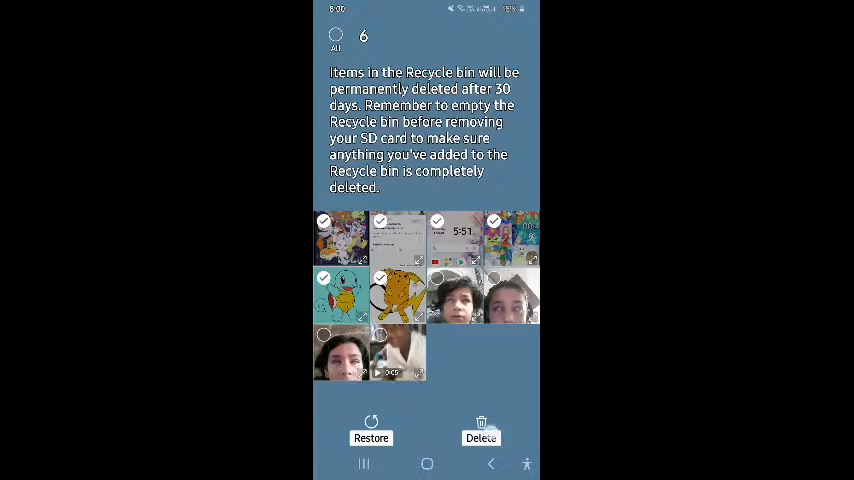 8:00
6
All
Items in the Recycle bin will be
permanently deleted after 30
days. Remember to empty the
Recycle bin before removing
your SD card to make sure
anything you've added to the
Recycle bin is completely
deleted.
5:51
0:05
Restore
Delete